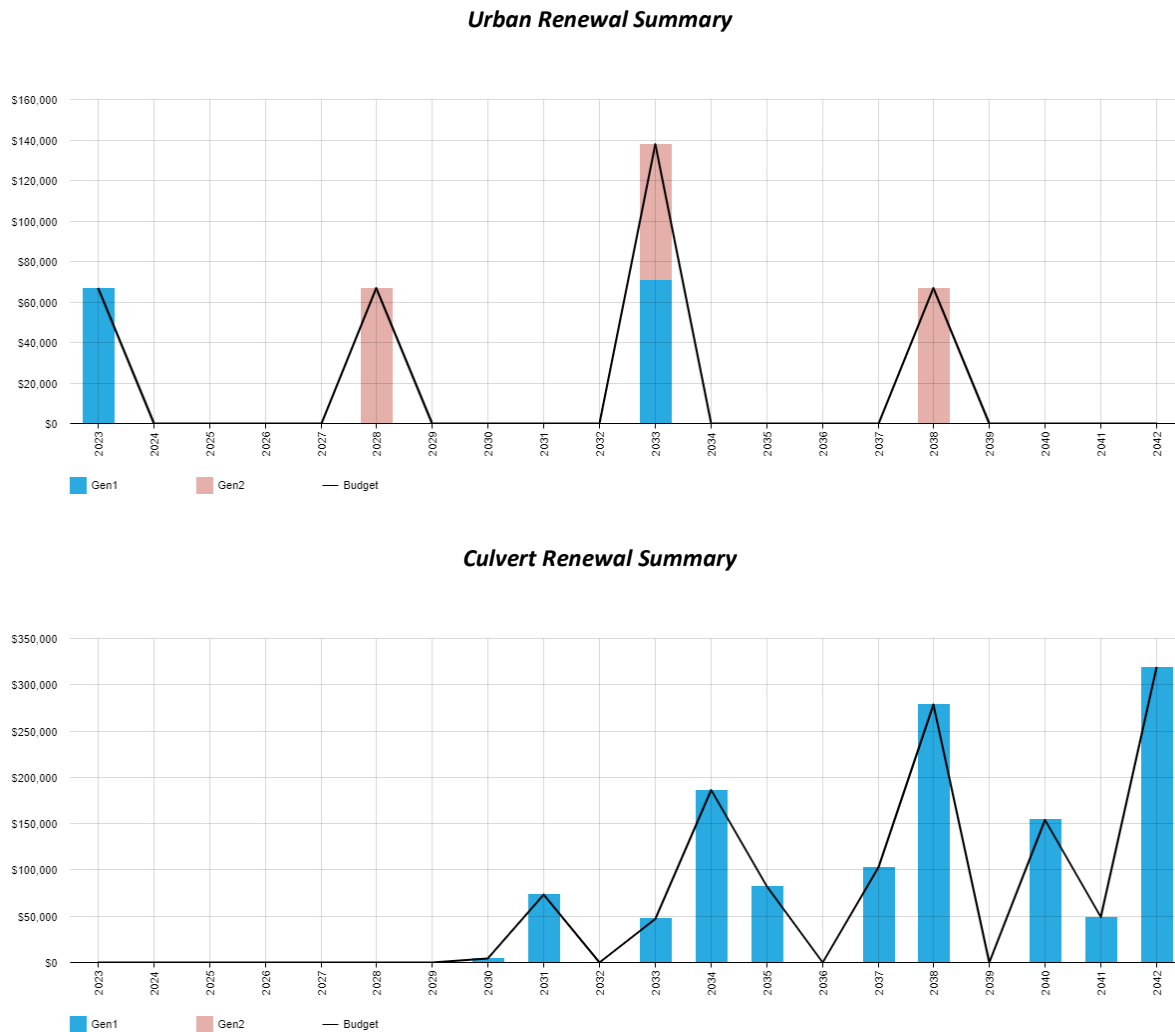 Urban Renewal Summary
$160,000
$140,000
$120,000
$100,000
$80,000
$60,000
$40,000
$20,000
$0
2023 2024 2025 2026 2027 2028 2029 2030 2031 2032 2033 2034 2035 2036 2037 2038 2039 2040 2041 2042
Gen1 Gen2 Budget
Culvert Renewal Summary
$350,000
$300,000
$250,000
$200,000
$150,000
$100,000
$50,000
$0
2023 2024 2025 2026 2027 2028 2029 2030 2031 2032 2033 2034 2035 2036 2037 2038 2039 2040 2041 2042
Gen1 Gen2 Budget